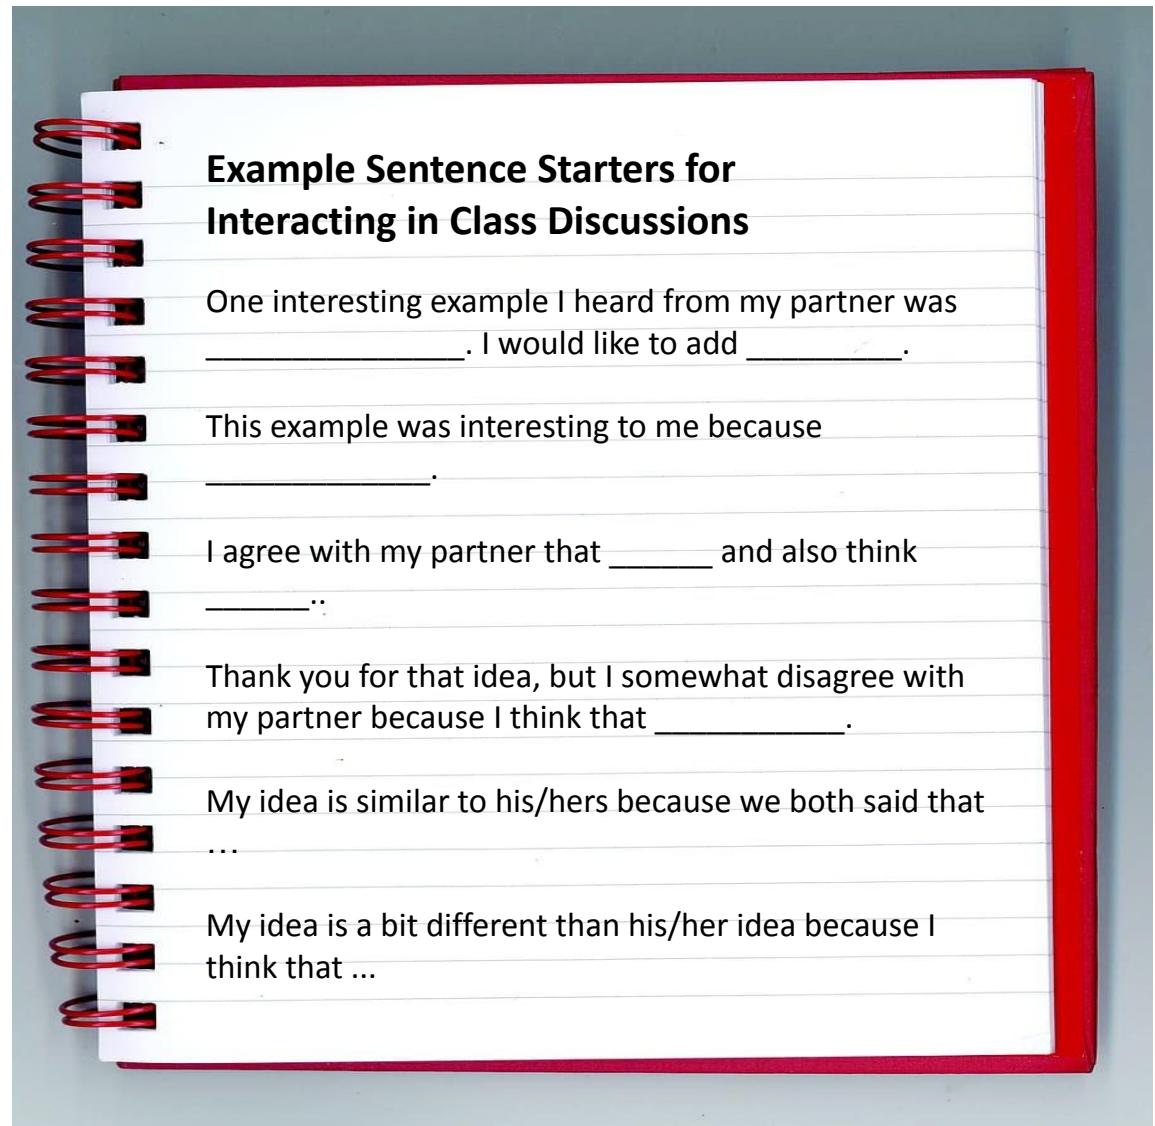 Example Sentence Starters for
Interacting in Class Discussions
One interesting example I heard from my partner was
_______________. I would like to add _________.
This example was interesting to me because
_____________.
I agree with my partner that ______ and also think
______..
Thank you for that idea, but I somewhat disagree with
my partner because I think that ___________.
My idea is similar to his/hers because we both said that
…
My idea is a bit different than his/her idea because I
think that ...